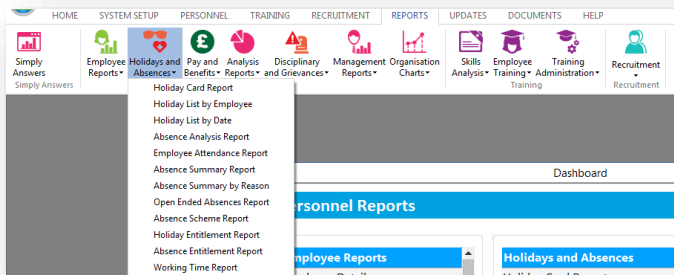 HOME SYSTEM SETUP PERSONNEL TRAINING RECRUITMENT REPORTS UPDATES DOCUMENTS HELP
Simply Employee Holidays and Pay and Analysis Disciplinary Management Organisation Skills Employee Training Recruitment
Answers Reports Absences Benefits Reports and Grievances Reports Charts Analysis Training Administration
Simply Answers Training Recruitment
Holiday Card Report
Holiday List by Employee
Holiday List by Date
Absence Analysis Report
Employee Attendance Report
Absence Summary Report
Absence Summary by Reason
Open Ended Absences Report
Absence Scheme Report
Holiday Entitlement Report
Absence Entitlement Report
Working Time Report
Dashboard
ersonnel Reports
mployee Reports Holidays and Absences